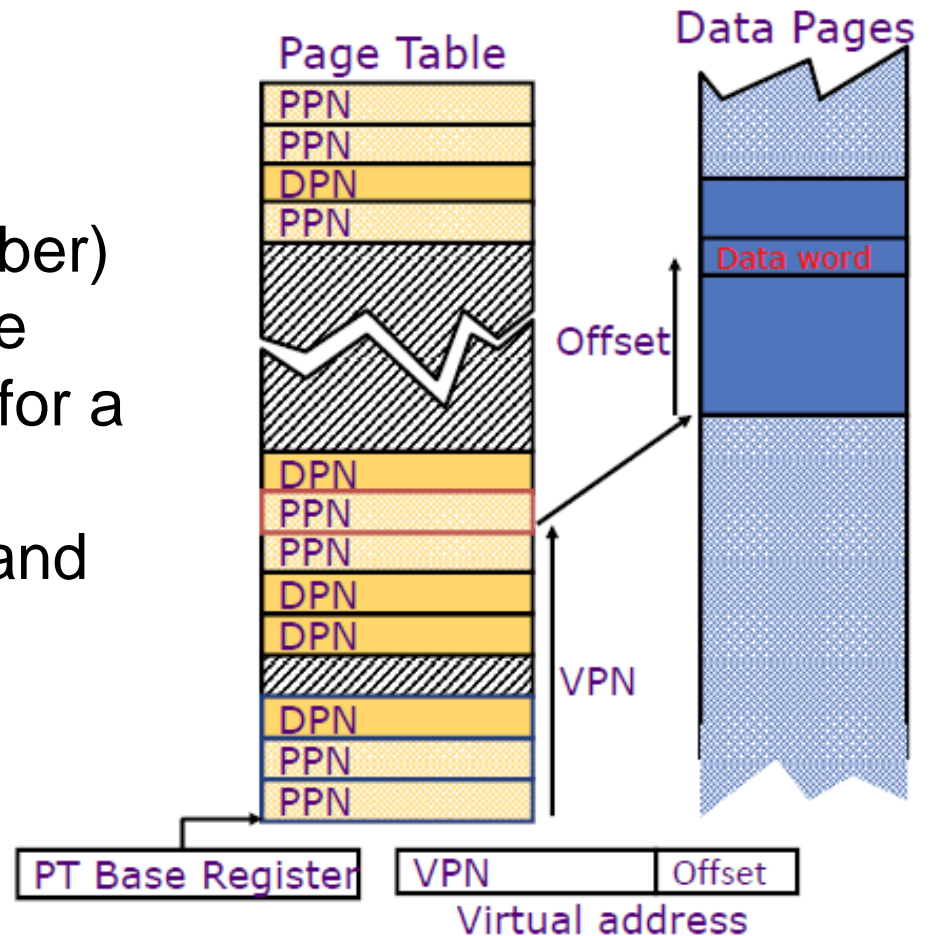 Data Pages
Page Table
PPN
PPN
DPN
PPN
ber)
e
for a
and
Data word
Offset
DPN
PPN
PPN
DPN
DPN
VPN
DPN
PPN
PPN
PT Base Register
VPN Offset
Virtual address